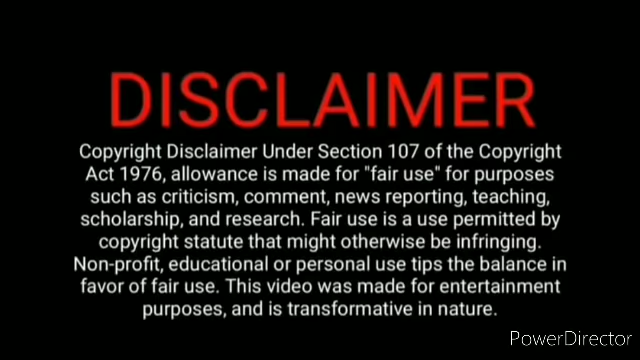 DISCLAIMER
Copyright Disclaimer Under Section 107 of the Copyright
Act 1976, allowance is made for "fair use" for purposes
such as criticism, comment, news reporting, teaching,
scholarship, and research. Fair use is a use permitted by
copyright statute that might otherwise be infringing.
Non-profit, educational or personal use tips the balance in
favor of fair use. This video was made for entertainment
purposes, and is transformative in nature.
PowerDirector